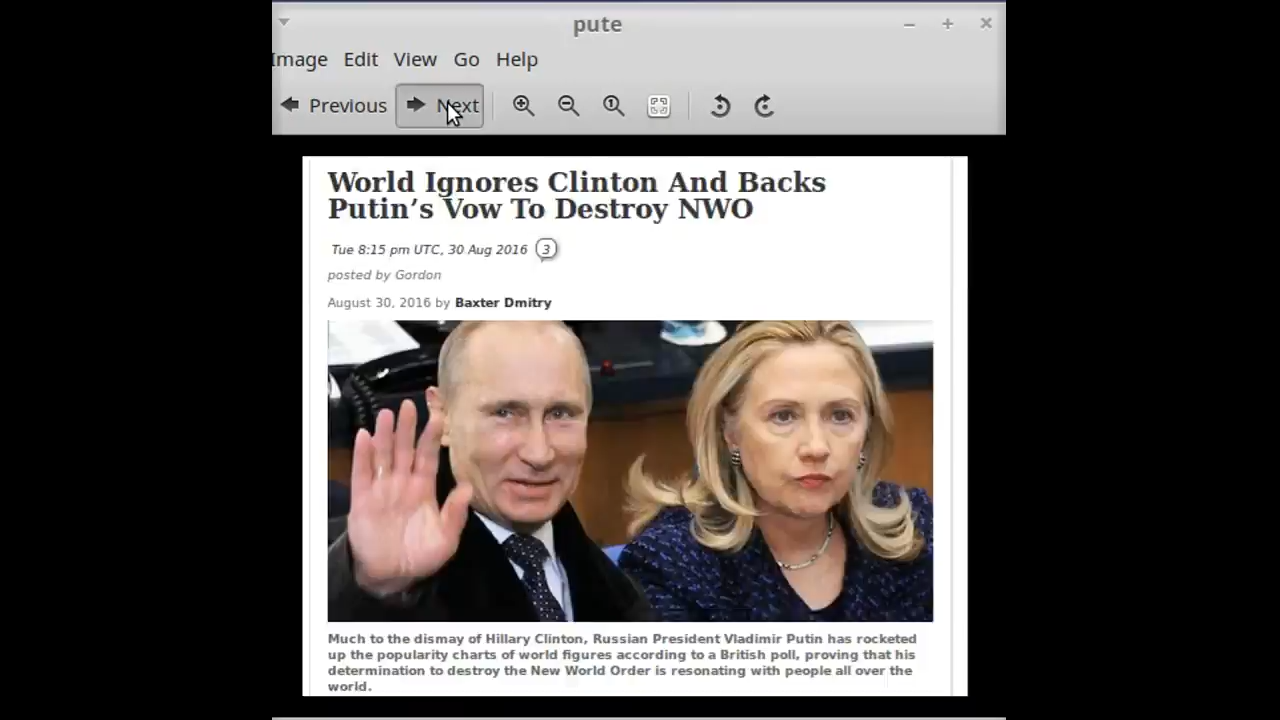 pute
Image Edit View Go Help
Previous Next
World Ignores Clinton And Backs
Putin’s Vow To Destroy NWO
Tue 8:15 pm UTC, 30 Aug 2016 3
posted by Gordon
August 30, 2016 by Baxter Dmitry
Much to the dismay of Hillary Clinton, Russian President Vladimir Putin has rocketed
up the popularity charts of world figures according to a British poll, proving that his
determination to destroy the New World Order is resonating with people all over the
world.